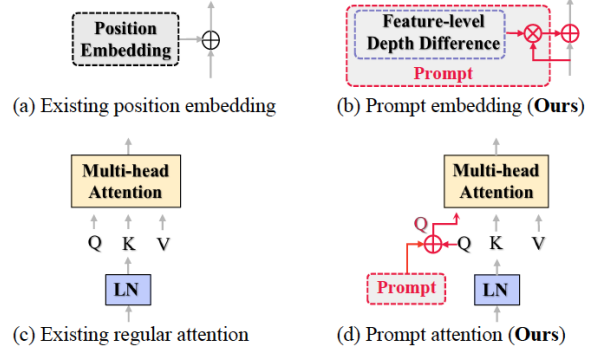 Position
Embedding
(a) Existing position embedding
Feature-level
Depth Difference
Prompt
(b) Prompt embedding (Ours)
Multi-head
Attention
Q K V
LN
(c) Existing regular attention
Multi-head
Attention
Q
Q K V
Prompt
LN
(d) Prompt attention (Ours)